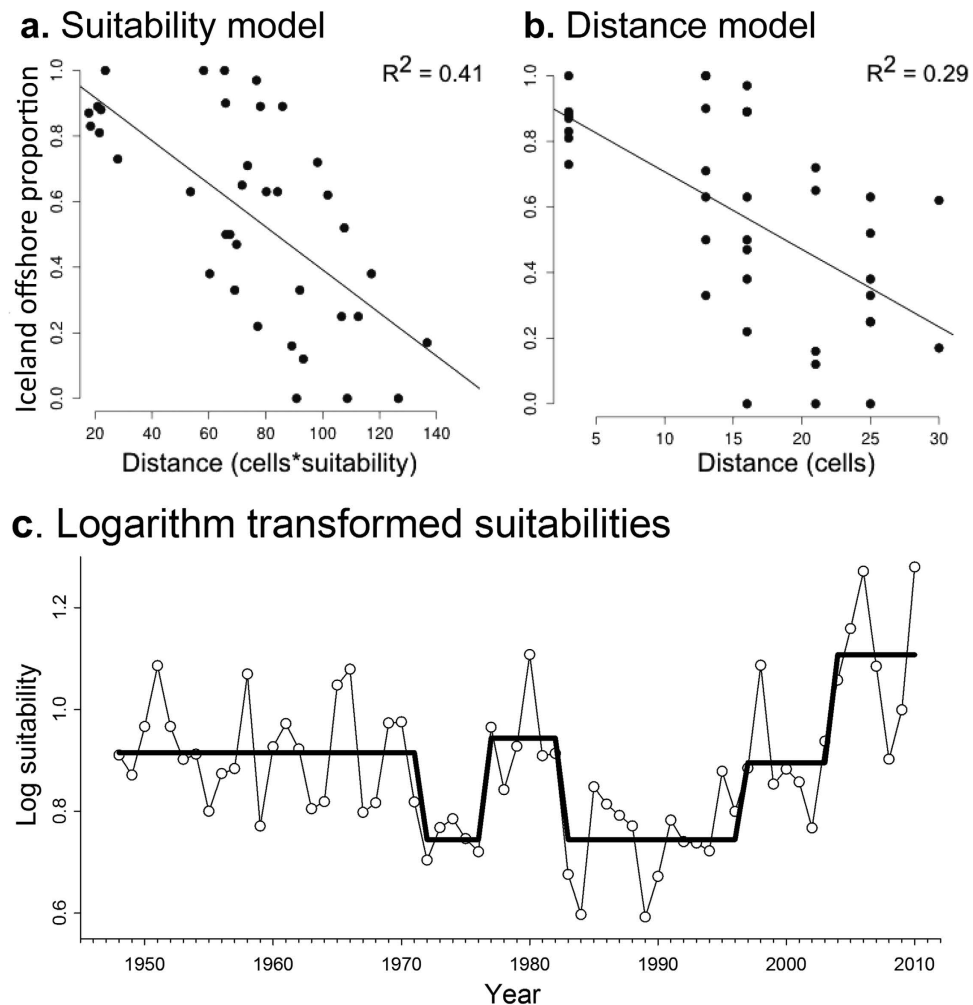 a. Suitability model
b. Distance model
R2 = 0.41
R2 = 0.29
Iceland offshore proportion
1.0
0.8
0.6
0.4
0.2
0.0
20 40 60 80 100 120 140
Distance (cells*suitability)
1.0
0.8
0.6
0.4
0.2
0.0
5 10 15 20 25 30
Distance (cells)
c. Logarithm transformed suitabilities
Log suitability
1.2
1.0
0.8
0.6
1950 1960 1970 1980 1990 2000 2010
Year